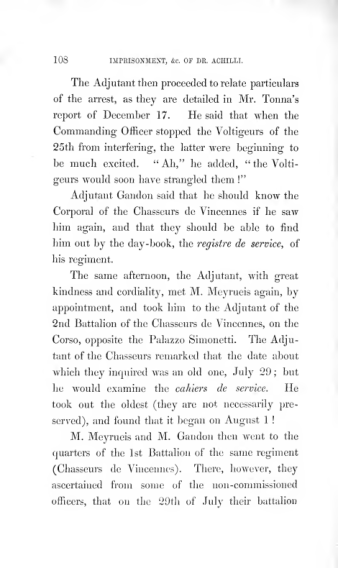 108 IMPRISONMENT, &c. OF DR. ACHILLI.
The Adjutant then proceeded to relate particulars
of the arrest, as they are detailed in Mr. Tonna's
report of December 17. He said that when the
Commanding Officer stopped the Voltigeurs of the
25th from interfering, the latter were beginning to
be much excited. "Ah," he added, "the Volti-
geurs would soon have strangled them!"
Adjutant Gandon said that he should know the
Corporal of the Chasseurs de Vincennes if he saw
him again, and that they should be able to find
him out by the day-book, the registre de service, of
his regiment.
The same afternoon, the Adjutant, with great
kindness and cordiality, met M. Meyrueis again, by
appointment, and took him to the Adjutant of the
2nd Battalion of the Chasseurs de Vincennes, on the
Corso, opposite the Palazzo Simonetti. The Adju-
tant of the Chasseurs remarked that the date about
which they inquired was an old one, July 29; but
he would examine the cahiers de service. He
took out the oldest (they are not necessarily pre-
served), and found that it began on August 1!
M. Meyrueis and M. Gandon then went to the
quarters of the 1st Battalion of the same regiment
(Chasseurs de Vincennes). There, however, they
ascertained from some of the non-commissioned
officers, that on the 29th of July their battalion